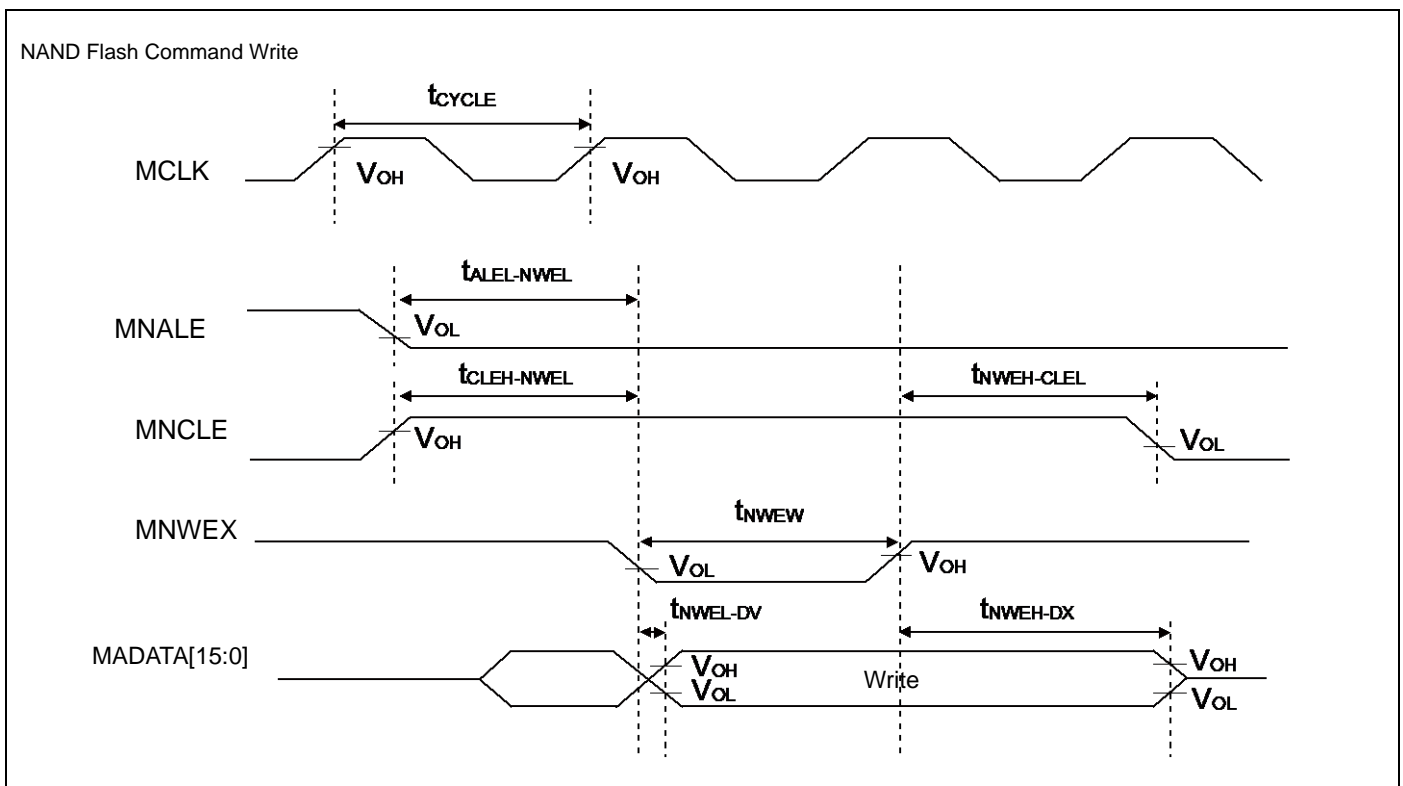 NAND Flash Command Write
tCYCLE
MCLK
VOH
VOH
tALEL-NWEL
MNALE
VOL
tCLEH-NWEL
tNWEH-CLEL
MNCLE
VOH
VOL
tNWEW
MNWEX
VOL
VOH
tNWEL-DV
tNWEH-DX
MADATA[15:0]
VOH
VOL
Write
VOH
VOL